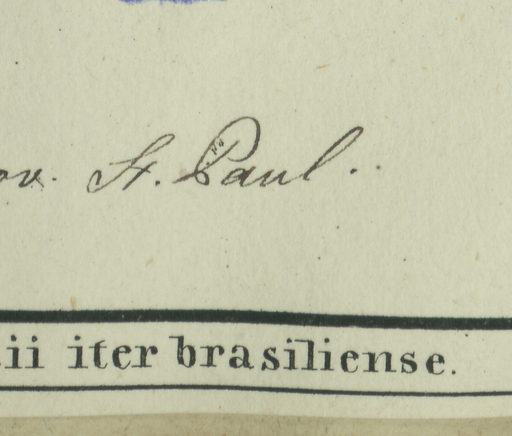 ov. St. Paul.
ii iter brasiliense.